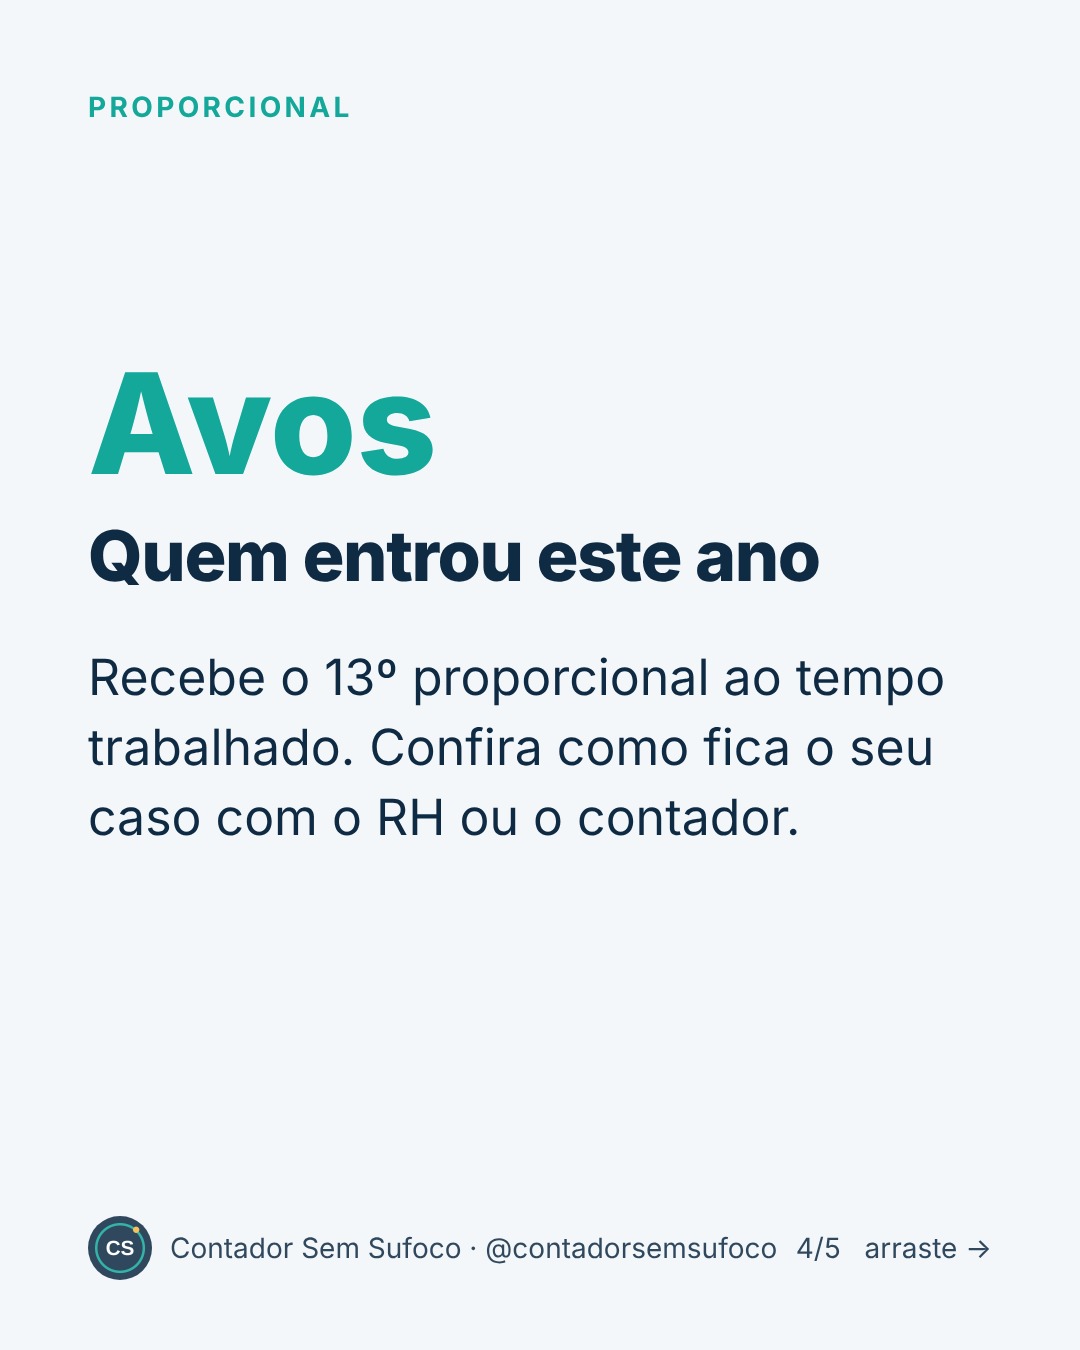 PROPORCIONAL
Avos
Quem entrou este ano
Recebe o 13º proporcional ao tempo
trabalhado. Confira como fica o seu
caso com o RH ou o contador.
CS Contador Sem Sufoco · @contadorsemsufoco 4/5 arraste →